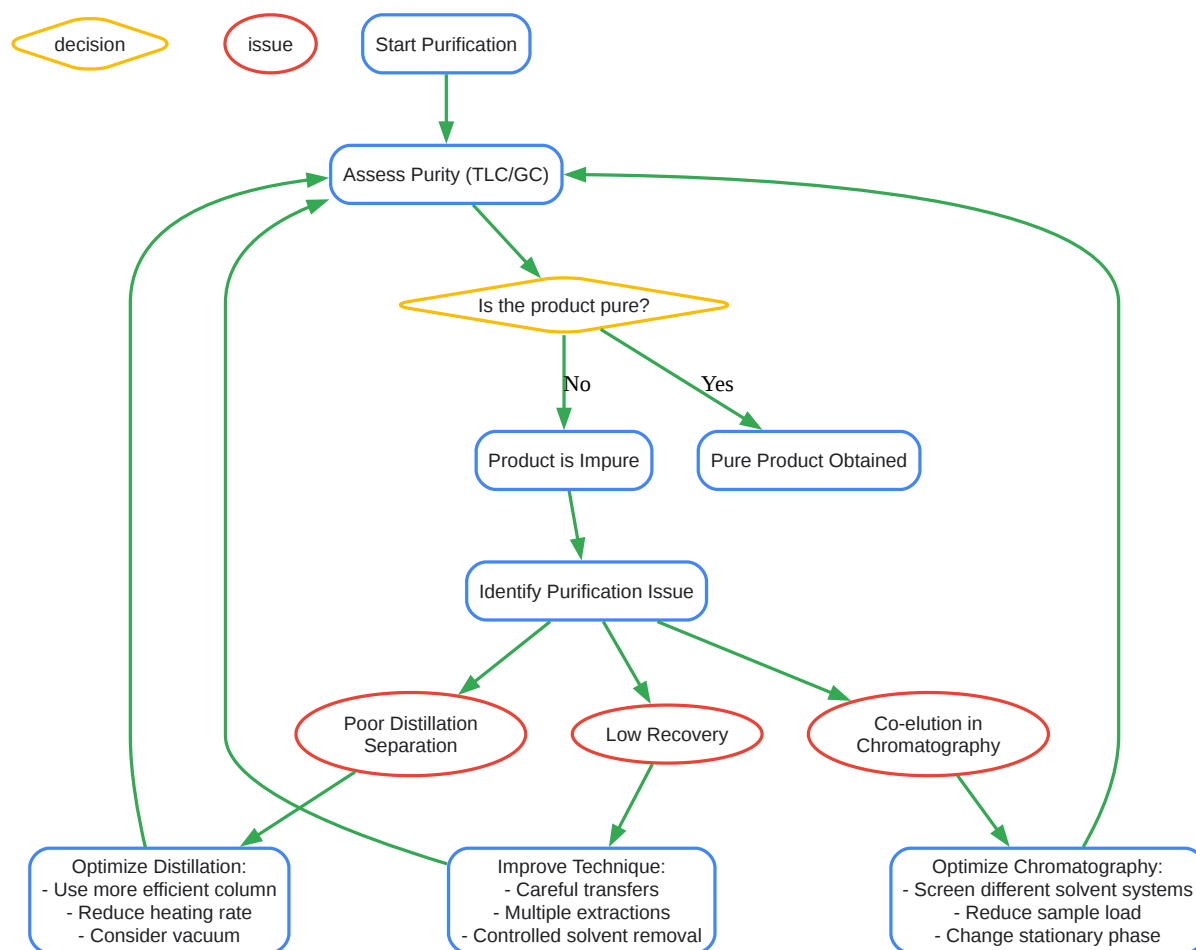 decision
issue
Start Purification
Assess Purity (TLC/GC)
Is the product pure?
No
Yes
Product is Impure
Pure Product Obtained
Identify Purification Issue
Poor Distillation
Separation
Low Recovery
Co-elution in
Chromatography
Optimize Distillation:
- Use more efficient column
- Reduce heating rate
- Consider vacuum
Improve Technique:
- Careful transfers
- Multiple extractions
- Controlled solvent removal
Optimize Chromatography:
- Screen different solvent systems
- Reduce sample load
- Change stationary phase